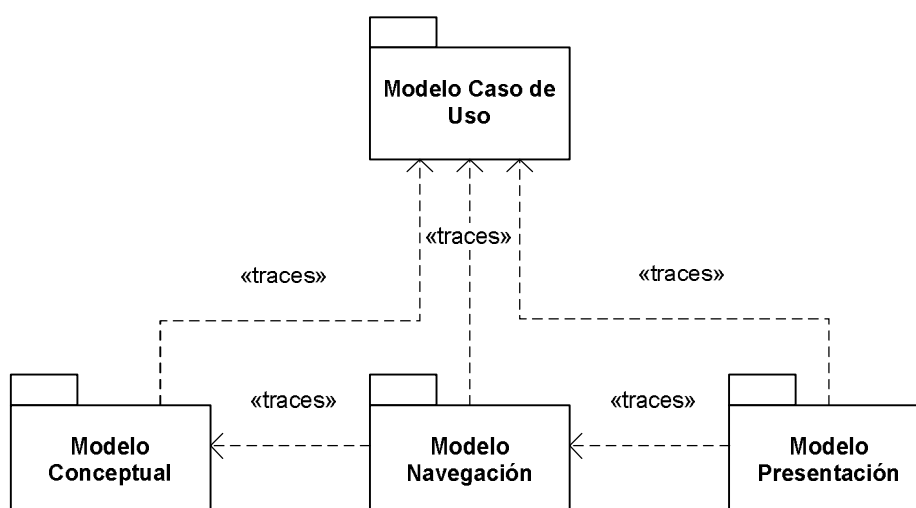 Modelo Caso de
Uso
«traces»
«traces»
«traces»
«traces»
«traces»
Modelo
Conceptual
Modelo
Navegación
Modelo
Presentación